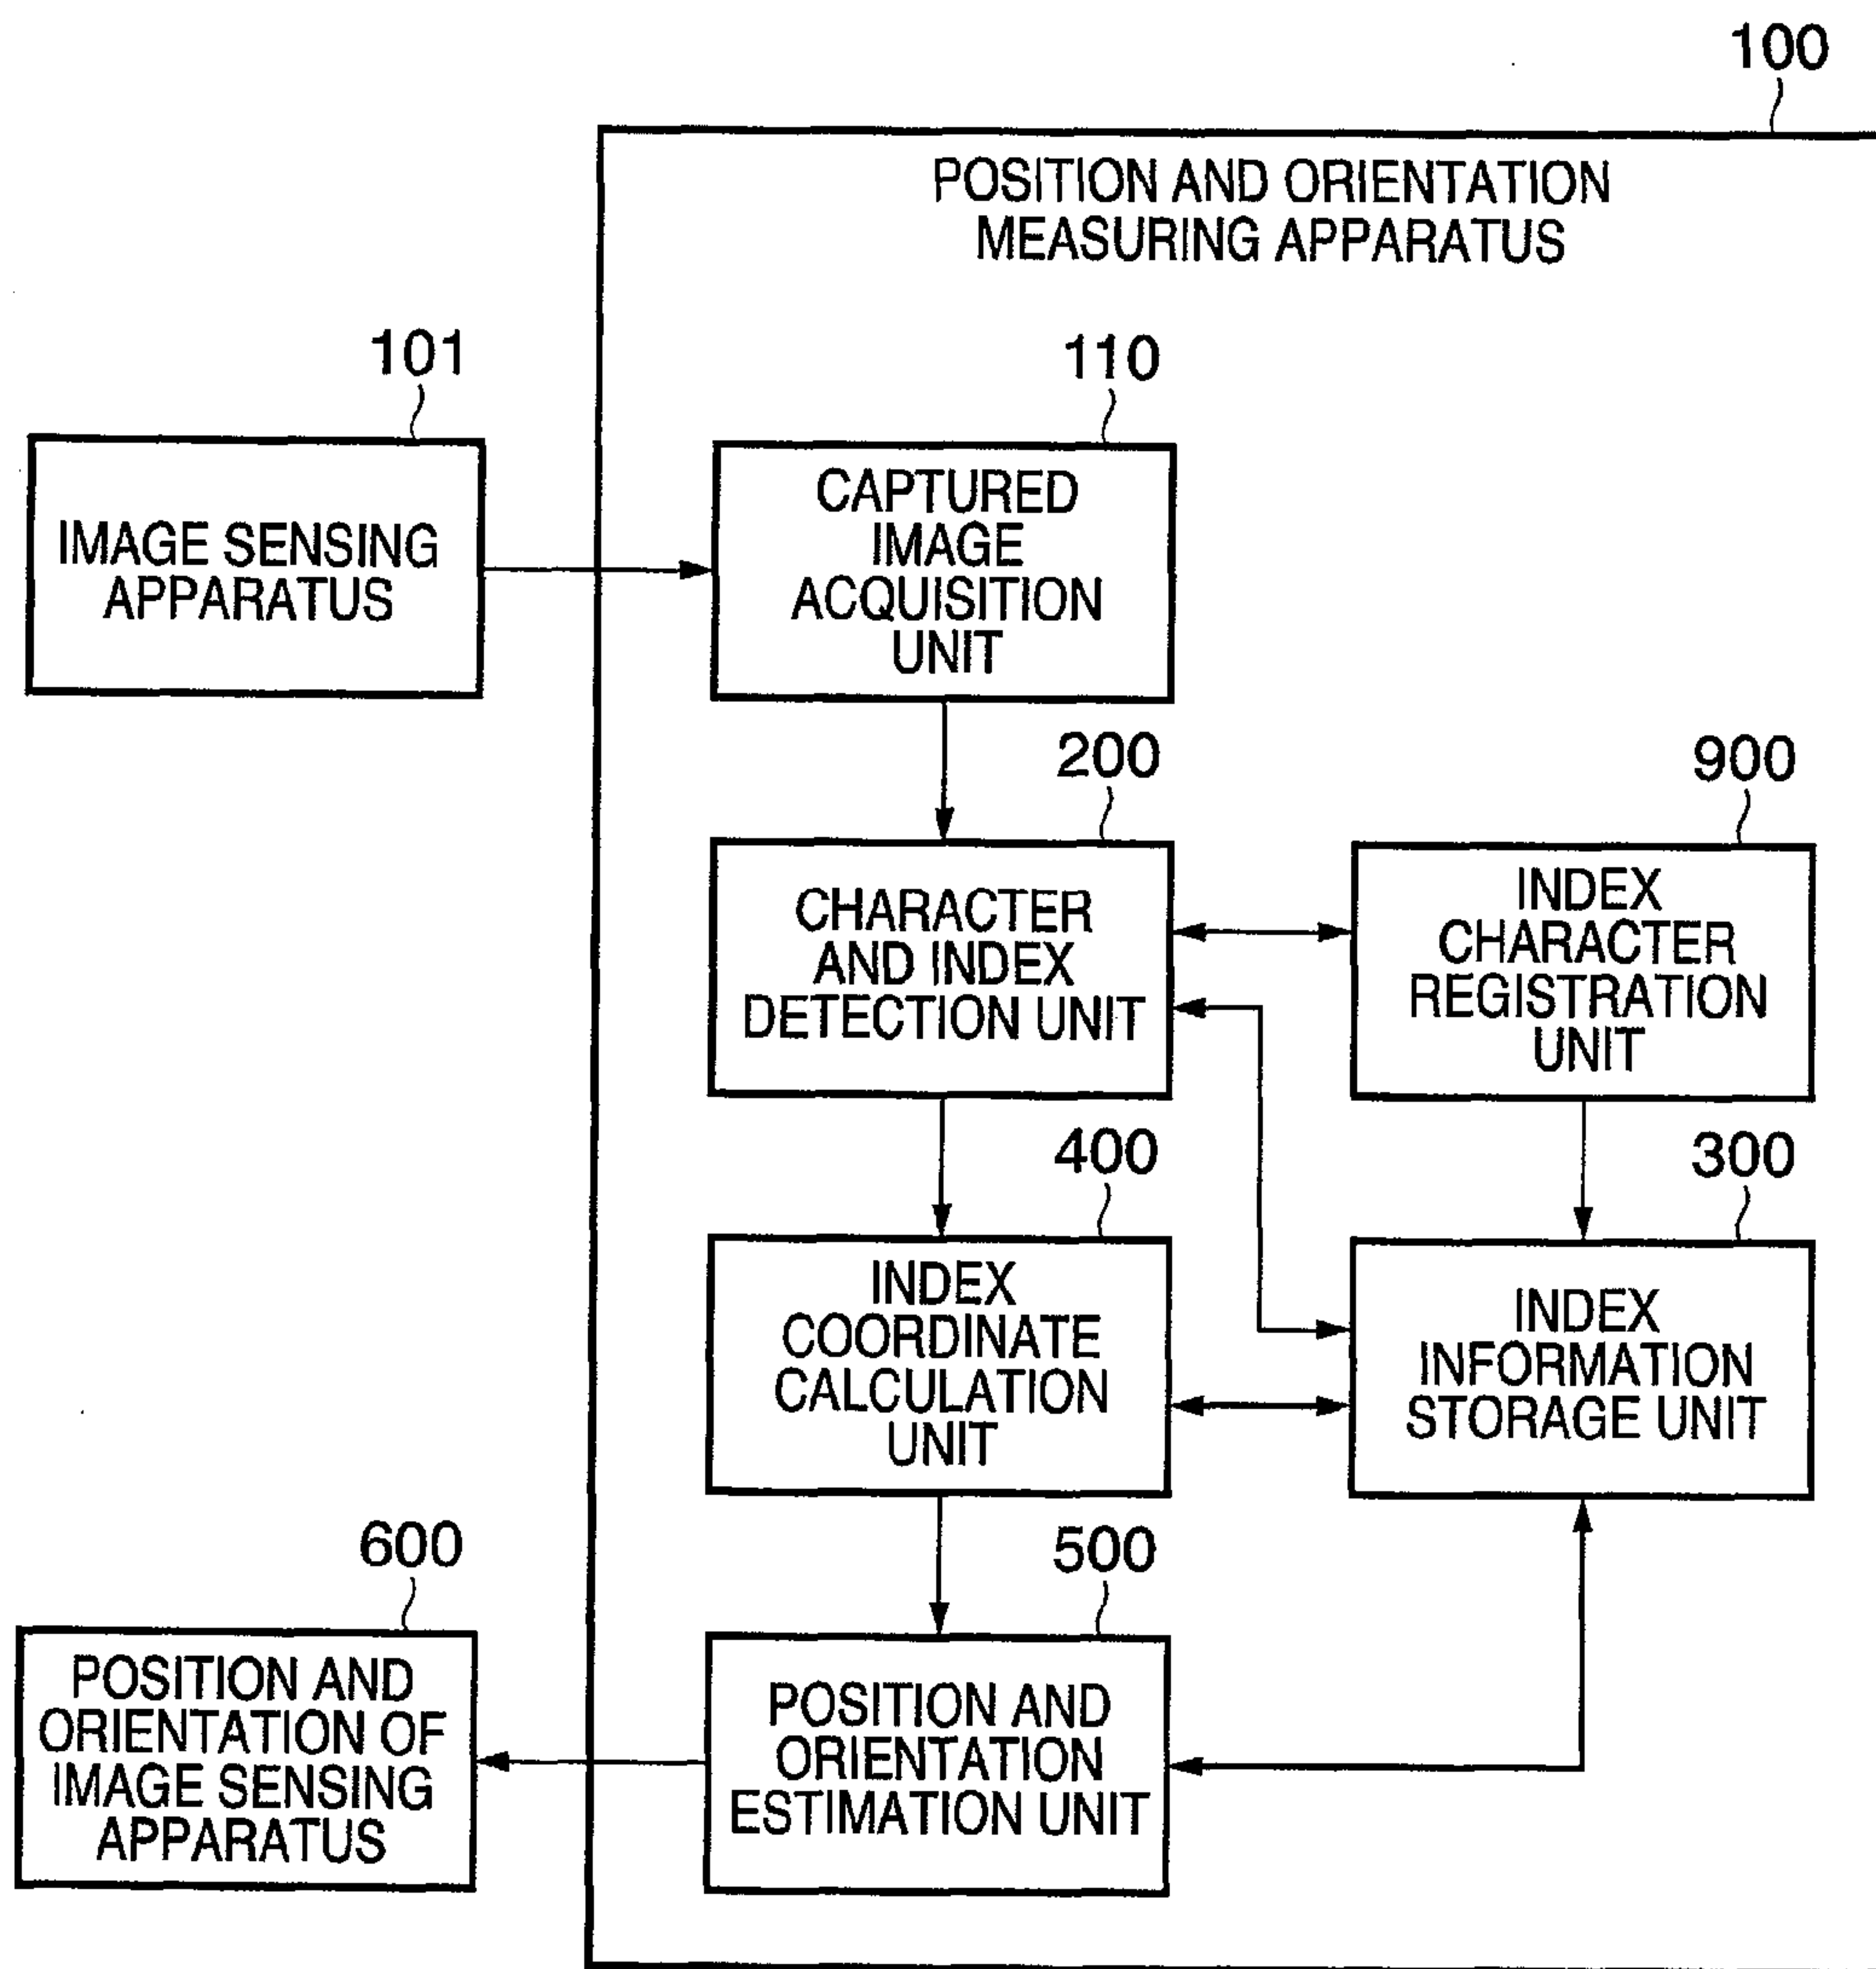 100
POSITION AND ORIENTATION
MEASURING APPARATUS
101
IMAGE SENSING
APPARATUS
110
CAPTURED
IMAGE
ACQUISITION
UNIT
200
CHARACTER
AND INDEX
DETECTION UNIT
900
INDEX
CHARACTER
REGISTRATION
UNIT
400
INDEX
COORDINATE
CALCULATION
UNIT
300
INDEX
INFORMATION
STORAGE UNIT
500
POSITION AND
ORIENTATION
ESTIMATION UNIT
600
POSITION AND
ORIENTATION OF
IMAGE SENSING
APPARATUS